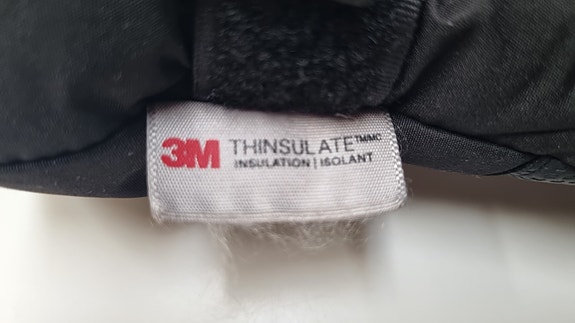 3M THINSULATE™MC
INSULATION | ISOLANT